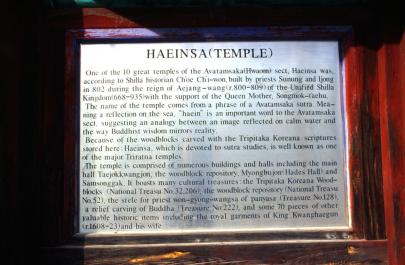 HAEINSA(TEMPLE)
One of the 10 great temples of the Avatamsaka(Hwaom) sect, Haeinsa was,
according to Shilla historian Ch'oe Ch'i-won, built by priests Sunung and Ijong
in 802 during the reign of Aejang-wang(r.800-809)of the Unified Shilla
Kingdom(668-935)with the support of the Queen Mother,
The name of the temple comes from a phrase of a Avatamsaka sutra. Mea-
ning a reflection on the sea, "haein" is an important word to the Avatamsaka
sect, suggesting an analogy between an image reflected on calm water and
the way Buddhist wisdom mirrors reality.
Because of the woodblocks carved with the Tripitaka Koreana scriptures
stored here, Haeinsa, which is devoted to sutra studies, is well known as one
of the major Triratna temples.
The temple is comprised of numerous buildings and halls including the main
hall Taejokkwangjon, the woodblock repository, Myongbujon(Hades Hall) and
Samsonggak. It boasts many cultural treasures: the Tripitaka Koreana Wood-
blocks (National Treasu No.32,206), the woodblock repository (National Treasu
No.52), the stele for priest won-gyong-wangsa of panyasa (Treasure No.128),
a relief carving of Buddha (Treasure No.222), and some 70 pieces of other
valuable historic items including the royal garments of King Kwanghaegun
(r.1608-23)and his wife